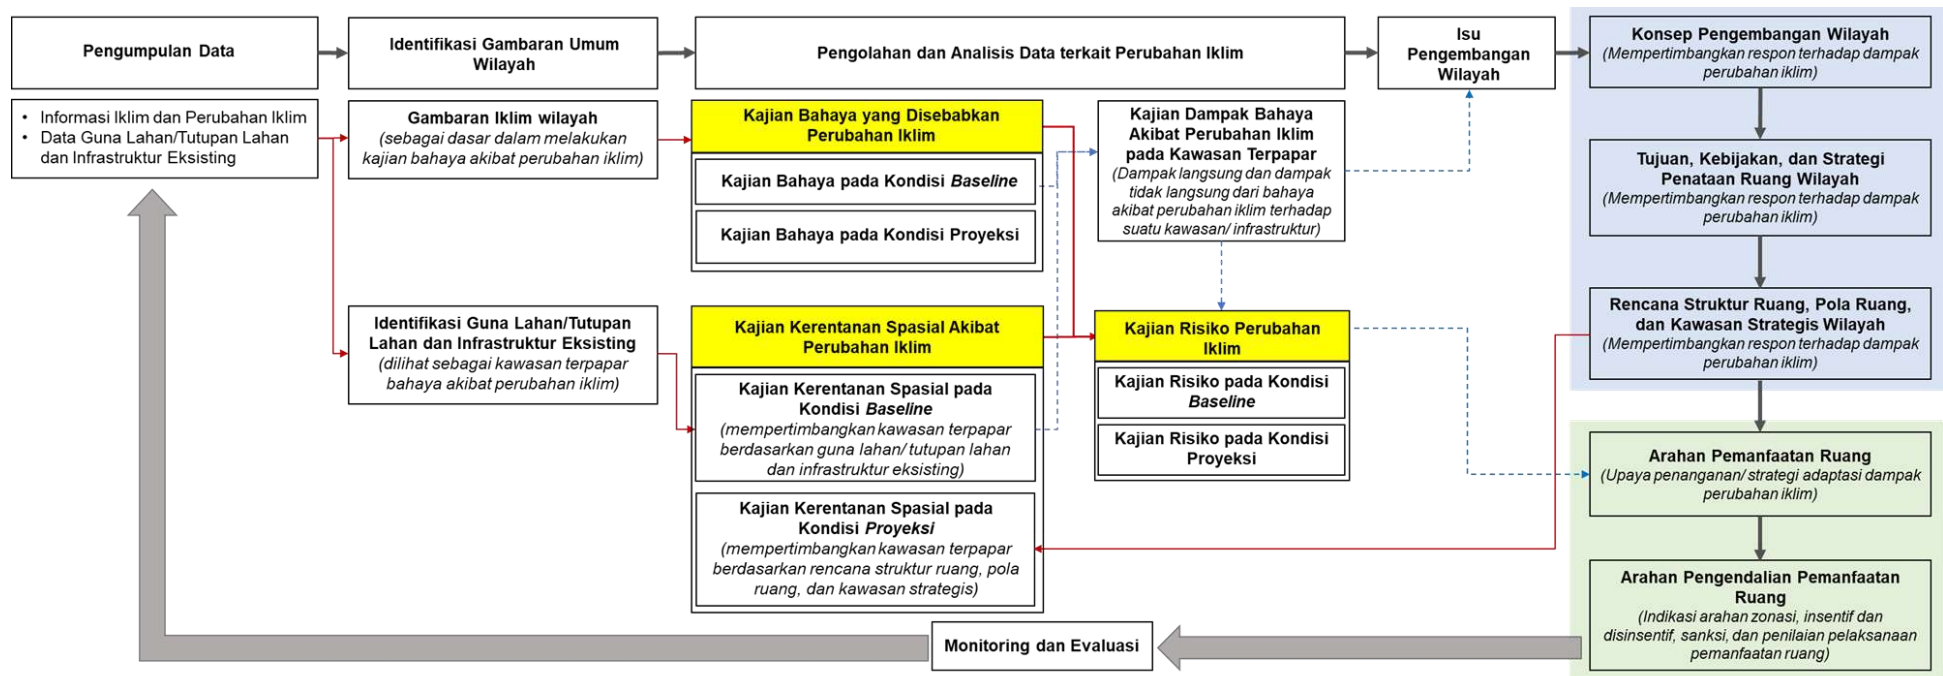 Pengumpulan Data
Identifikasi Gambaran Umum
Wilayah
Pengolahan dan Analisis Data terkait Perubahan Iklim
Isu
Pengembangan
Wilayah
Konsep Pengembangan Wilayah
(Mempertimbangkan respon terhadap dampak
perubahan iklim)
• Informasi Iklim dan Perubahan Iklim
• Data Guna Lahan/Tutupan Lahan
dan Infrastruktur Eksisting
Gambaran Iklim wilayah
(sebagai dasar dalam melakukan
kajian bahaya akibat perubahan iklim)
Kajian Bahaya yang Disebabkan
Perubahan Iklim
Kajian Bahaya pada Kondisi Baseline
Kajian Bahaya pada Kondisi Proyeksi
Kajian Dampak Bahaya
Akibat Perubahan Iklim
pada Kawasan Terpapar
(Dampak langsung dan dampak
tidak langsung dari bahaya
akibat perubahan iklim terhadap
suatu kawasan/ infrastruktur)
Tujuan, Kebijakan, dan Strategi
Penataan Ruang Wilayah
(Mempertimbangkan respon terhadap dampak
perubahan iklim)
Identifikasi Guna Lahan/Tutupan
Lahan dan Infrastruktur Eksisting
(dilihat sebagai kawasan terpapar
bahaya akibat perubahan iklim)
Kajian Kerentanan Spasial Akibat
Perubahan Iklim
Kajian Kerentanan Spasial pada
Kondisi Baseline
(mempertimbangkan kawasan terpapar
berdasarkan guna lahan/ tutupan lahan
dan infrastruktur eksisting)
Kajian Kerentanan Spasial pada
Kondisi Proyeksi
(mempertimbangkan kawasan terpapar
berdasarkan rencana struktur ruang, pola
ruang, dan kawasan strategis)
Kajian Risiko Perubahan
Iklim
Kajian Risiko pada Kondisi
Baseline
Kajian Risiko pada Kondisi
Proyeksi
Rencana Struktur Ruang, Pola Ruang,
dan Kawasan Strategis Wilayah
(Mempertimbangkan respon terhadap dampak
perubahan iklim)
Arahan Pemanfaatan Ruang
(Upaya penanganan/ strategi adaptasi dampak
perubahan iklim)
Arahan Pengendalian Pemanfaatan
Ruang
(Indikasi arahan zonasi, insentif dan
disinsentif, sanksi, dan penilaian pelaksanaan
pemanfaatan ruang)
Monitoring dan Evaluasi